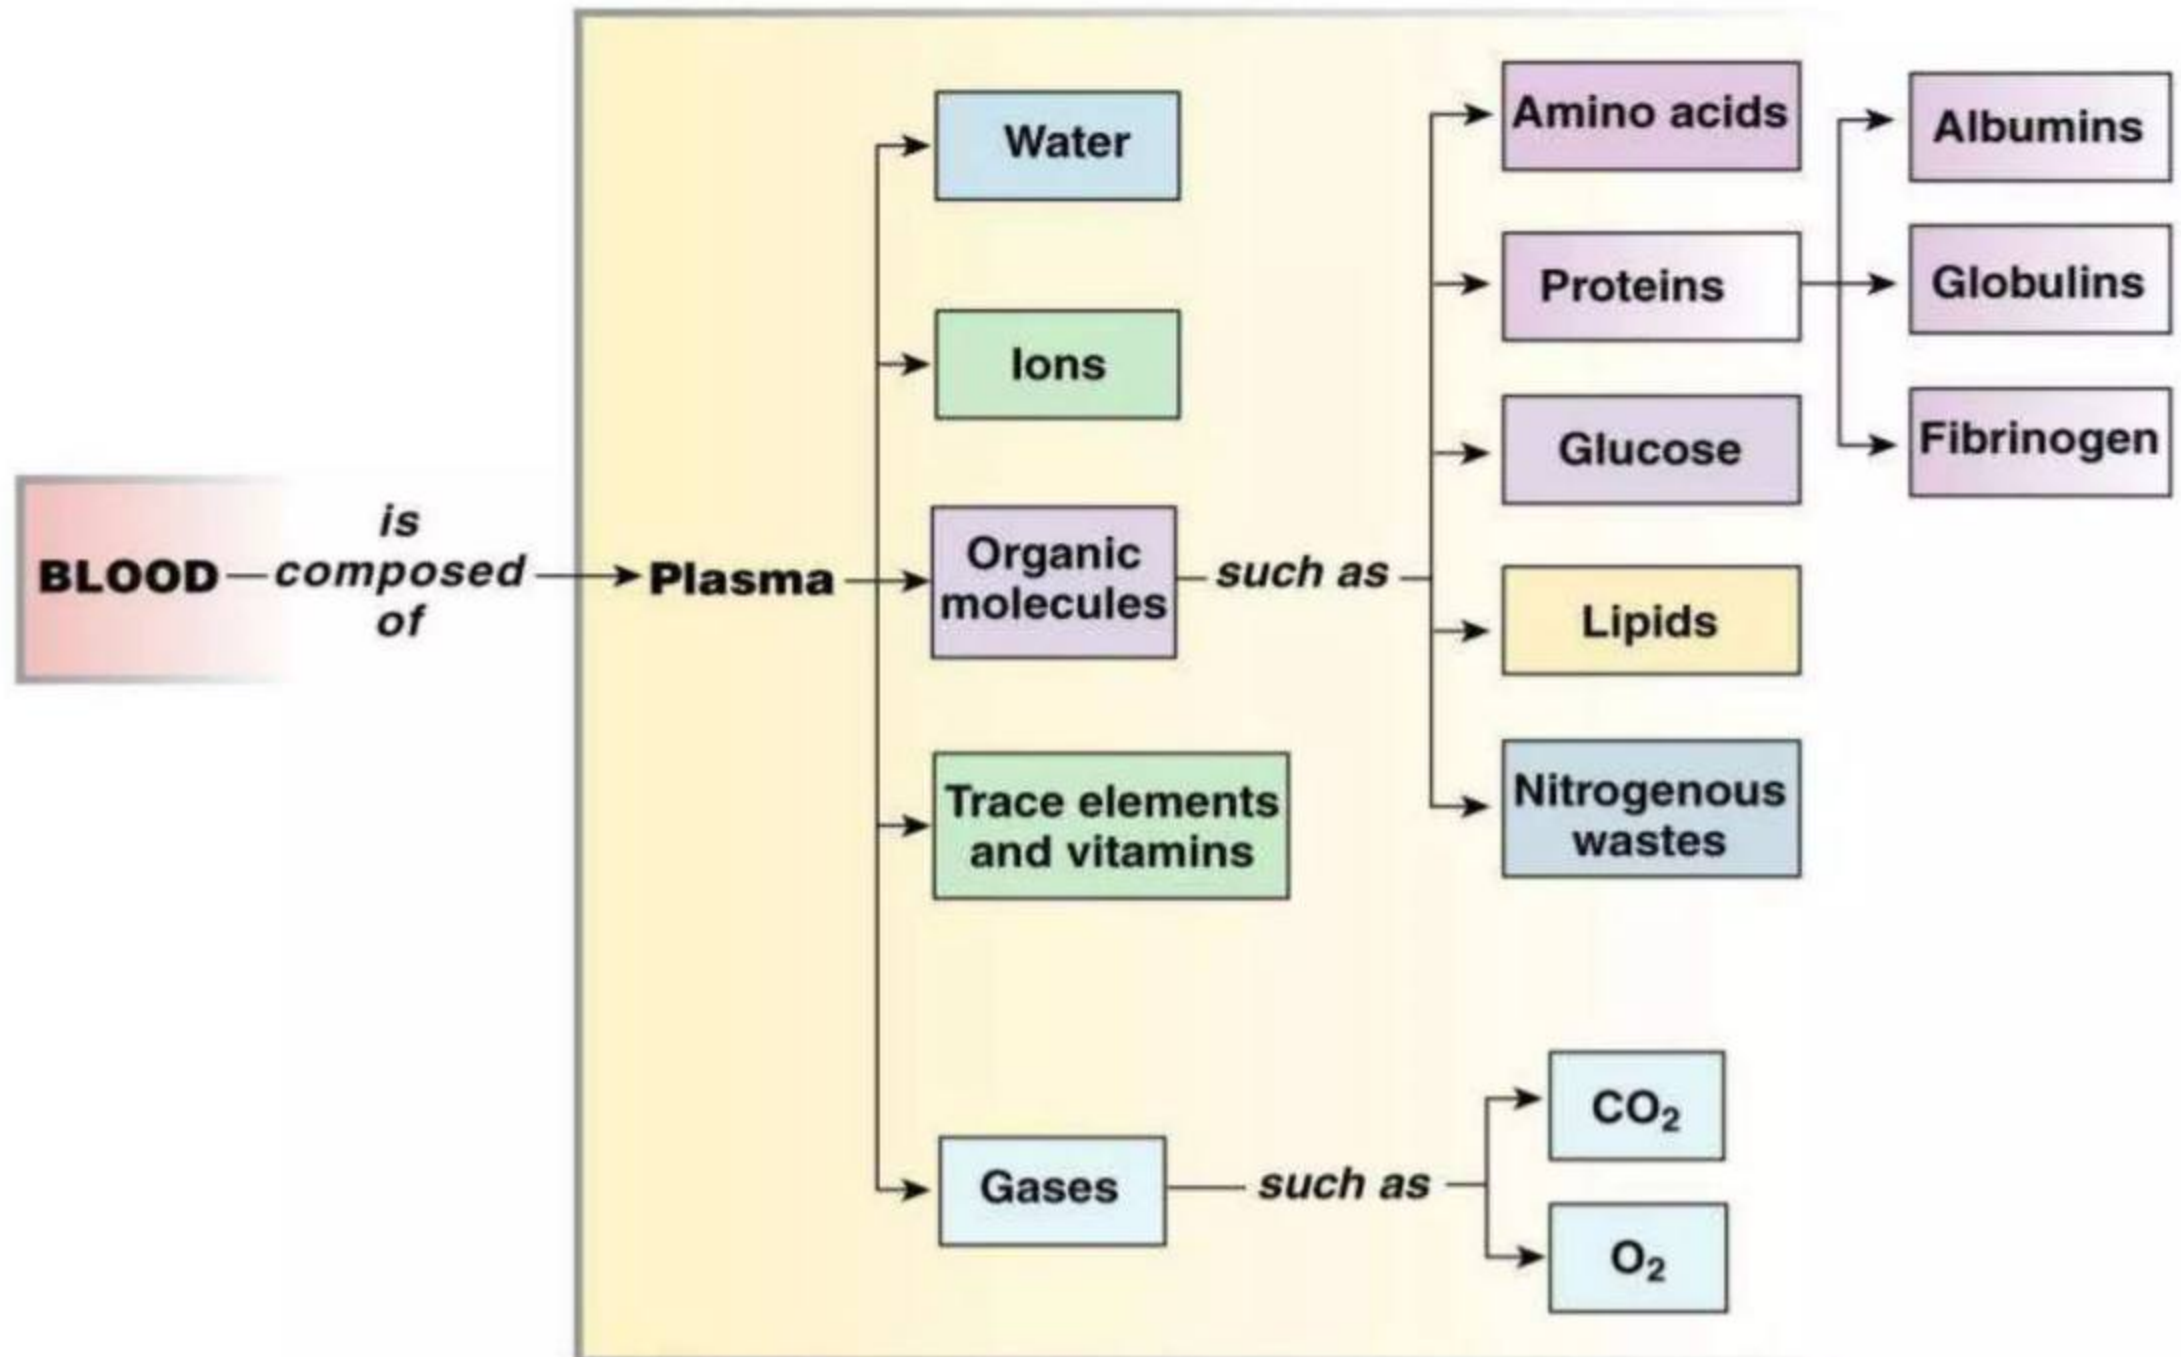 BLOOD
is
composed
of
Plasma
Water
Ions
Organic
molecules
Trace elements
and vitamins
Gases
such as
Amino acids
Proteins
Glucose
Lipids
Nitrogenous
wastes
Albumins
Globulins
Fibrinogen
such as
CO₂
O₂